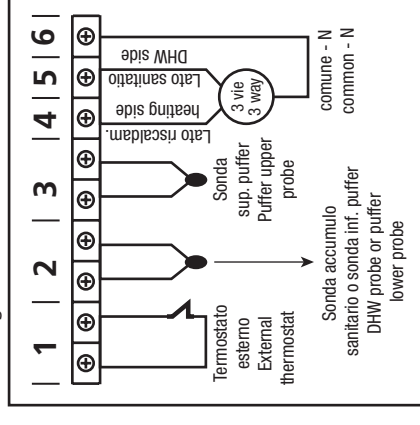 1 2 3 4 5 6
Termostato
esterno
External
thermostat
Sonda accumulo
sanitario o sonda inf. puffer
DHW probe or puffer
lower probe
Sonda
sup. puffer
Puffer upper
probe
Lato riscaldam.
heating side
Lato sanitatio
DHW side
3 vie
3 way
comune - N
common - N